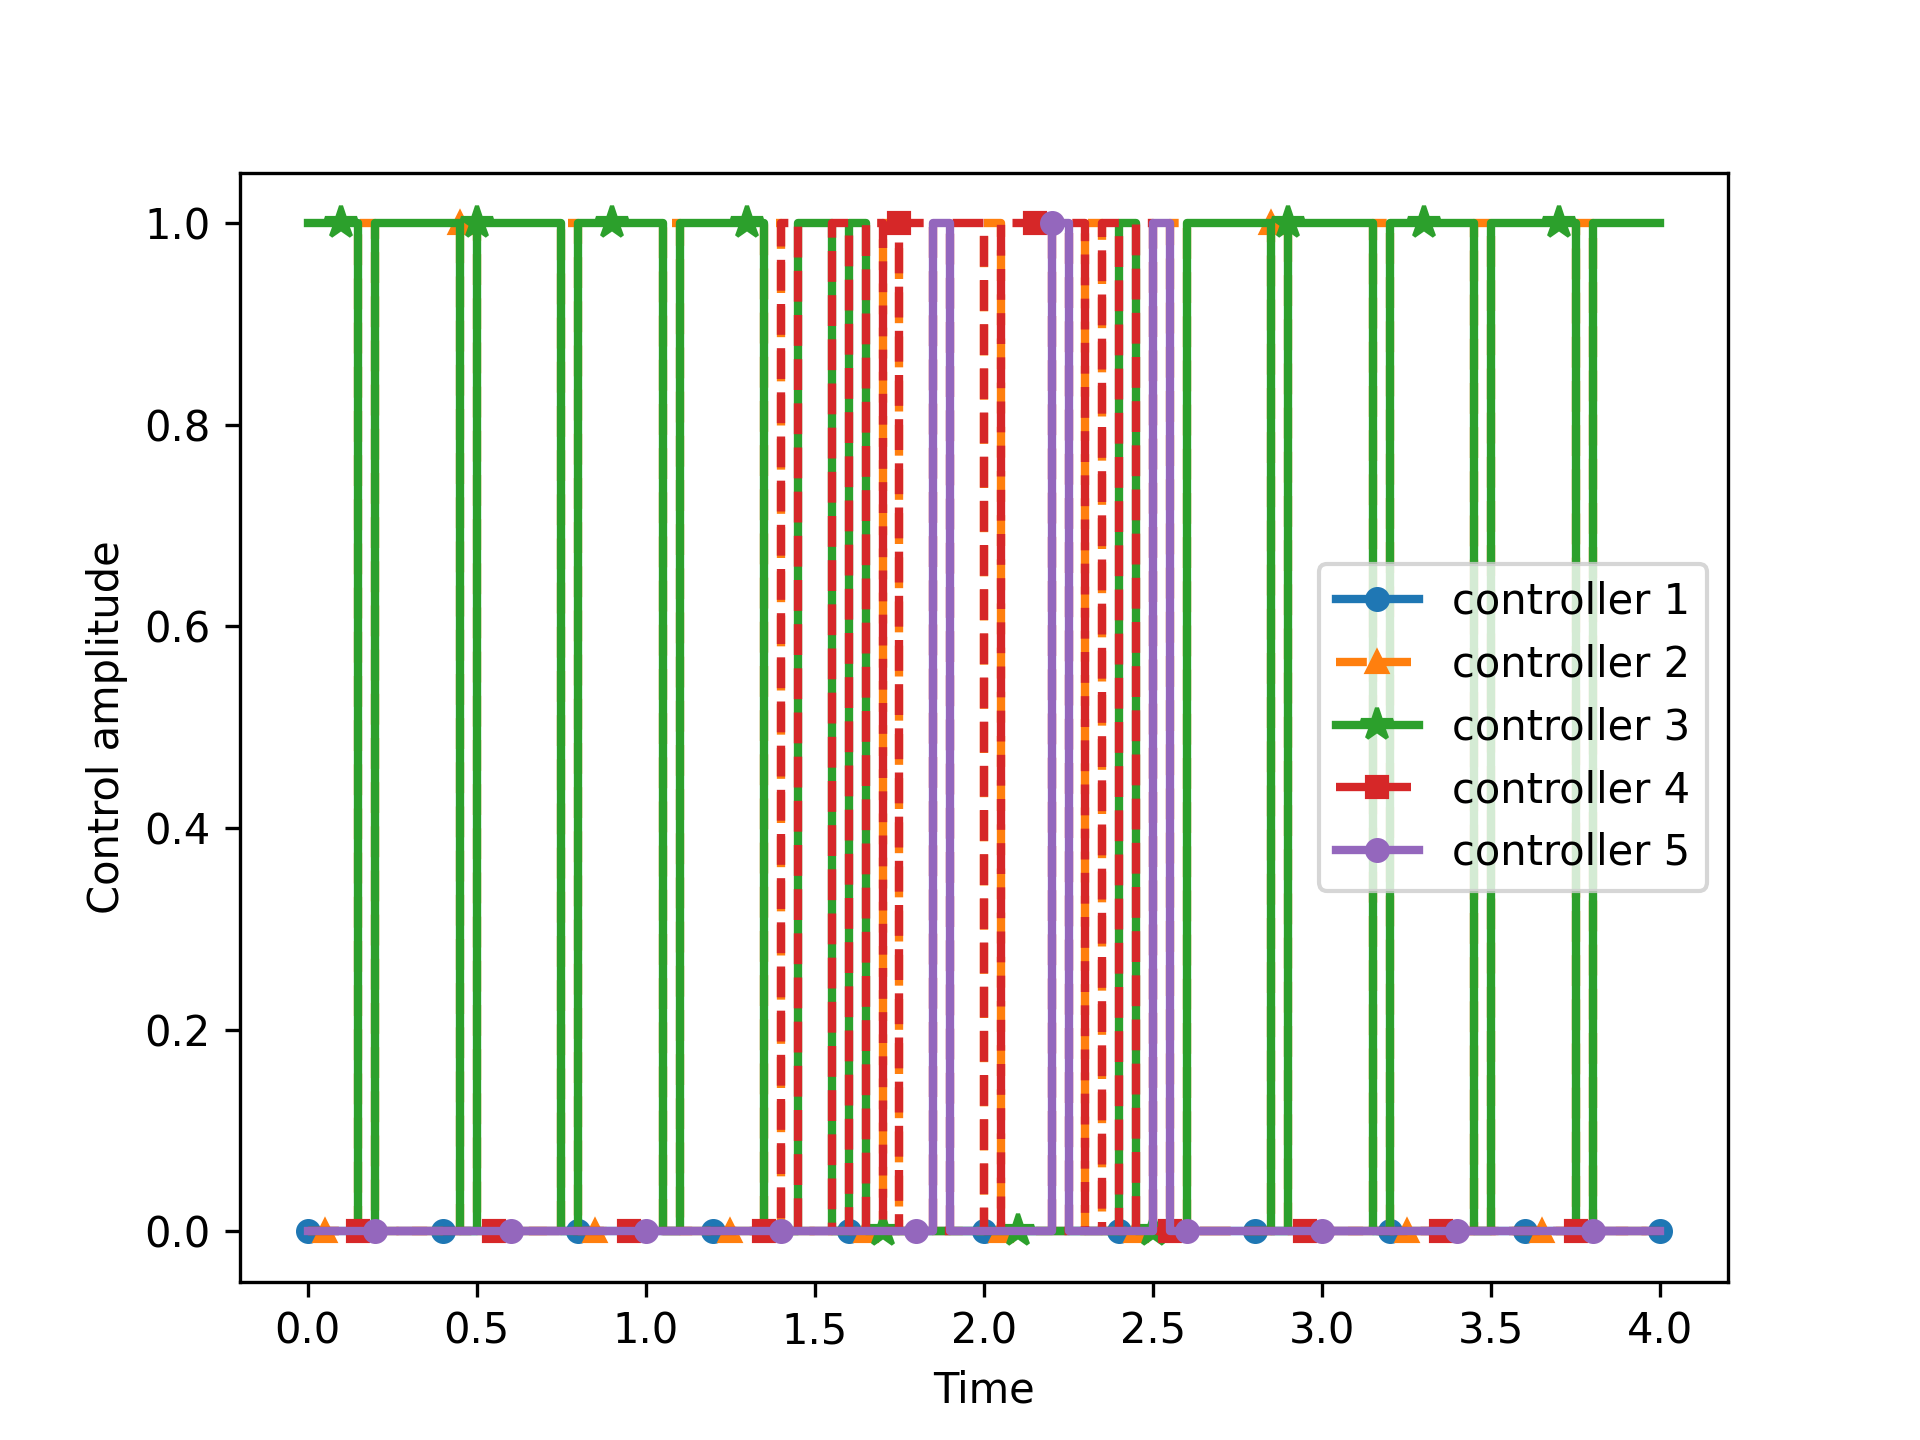 1.0
0.8
0.6
0.4
0.2
0.0
Control amplitude
controller 1
controller 2
controller 3
controller 4
controller 5
0.0 0.5 1.0 1.5 2.0 2.5 3.0 3.5 4.0
Time